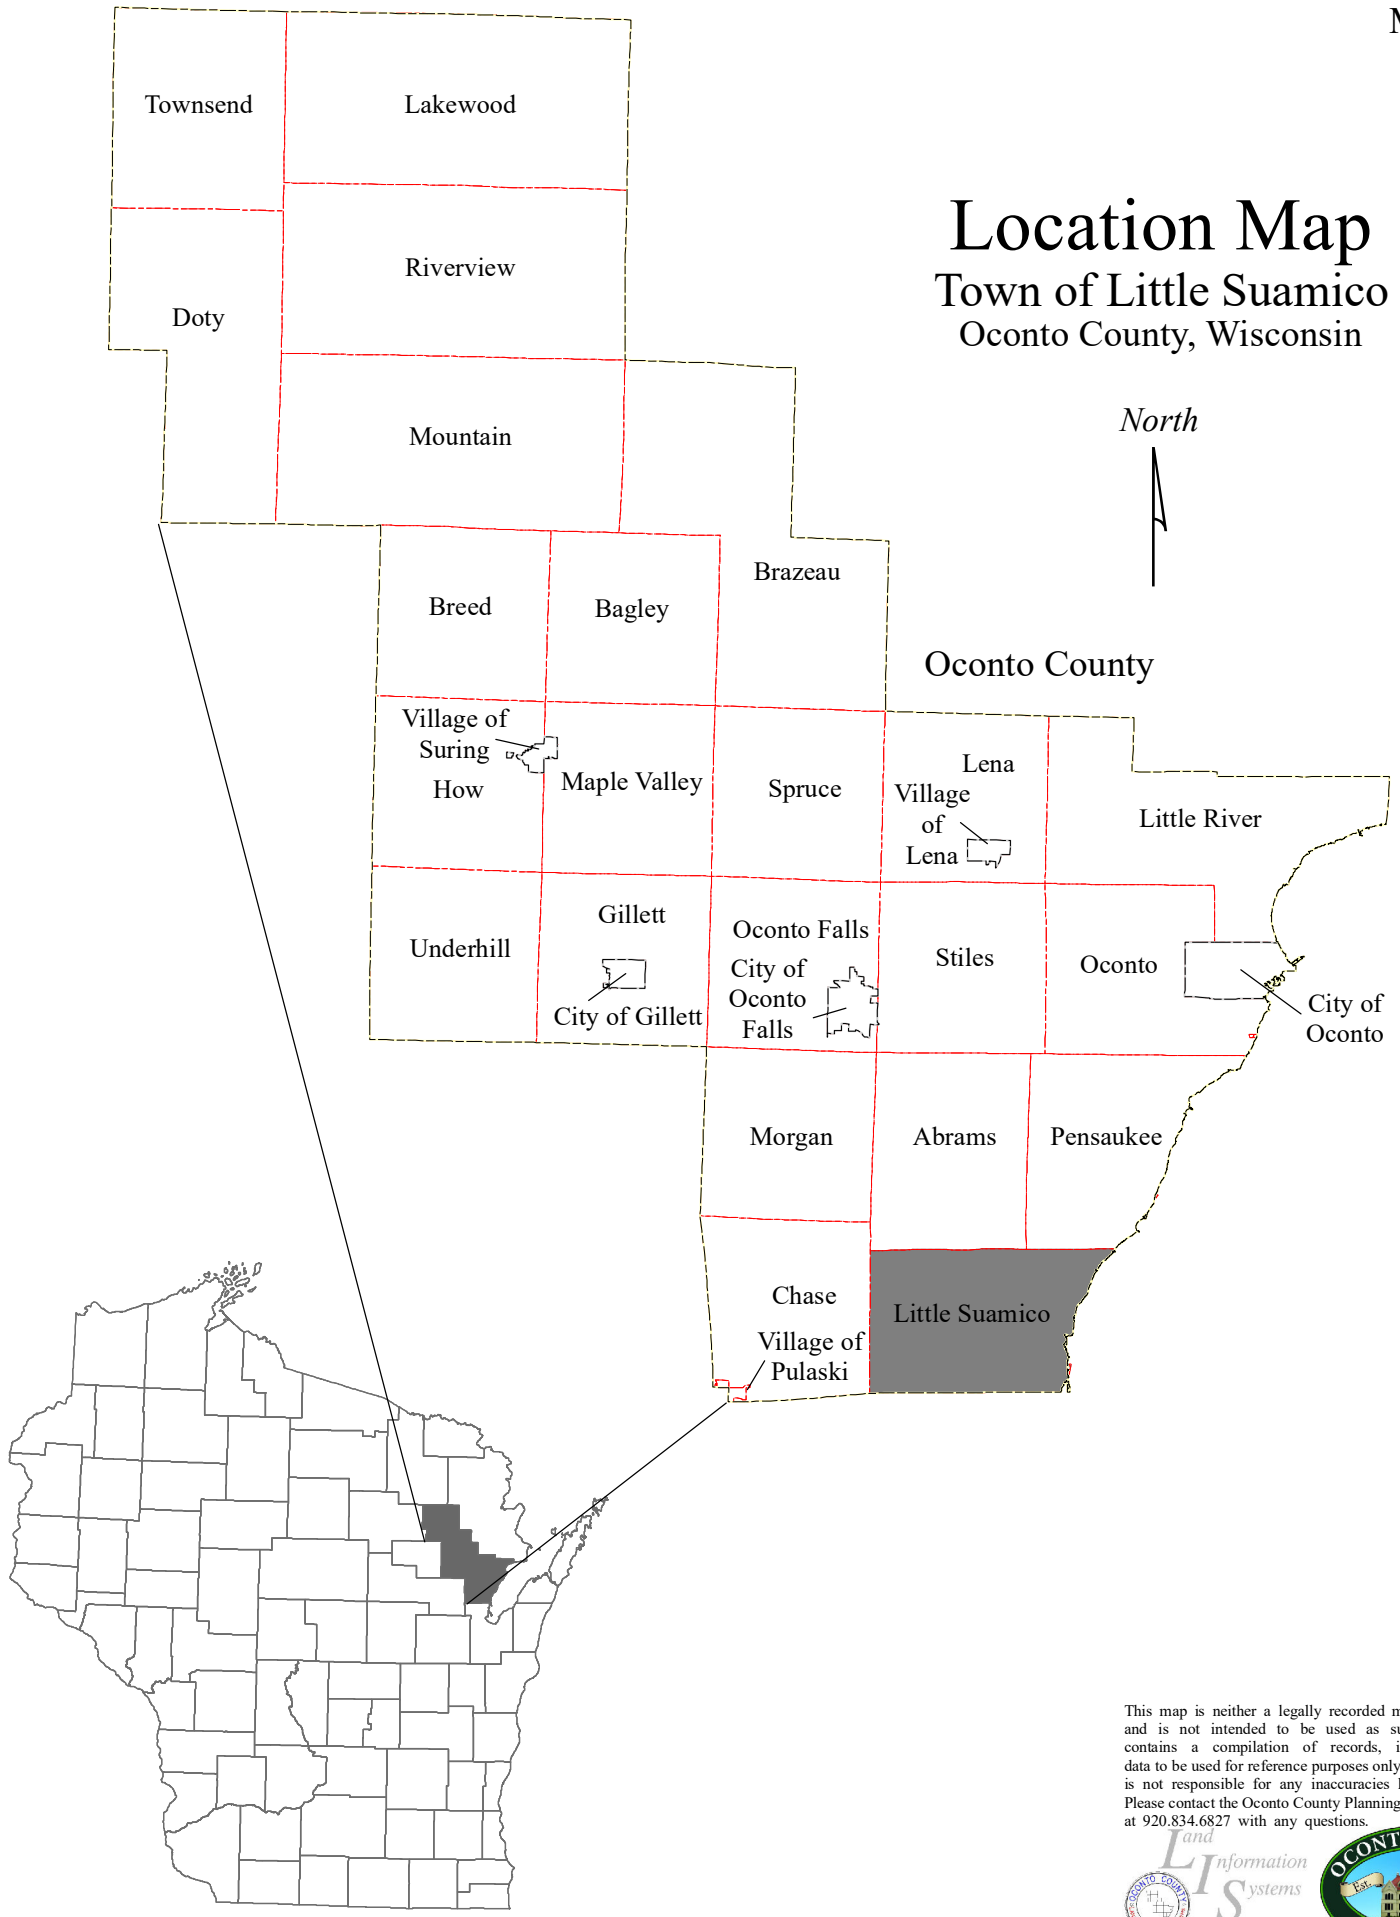 Location Map
Town of Little Suamico
Oconto County, Wisconsin
North
Townsend
Lakewood
Riverview
Doty
Mountain
Brazeau
Breed
Bagley
Oconto County
Village of
Suring
How
Maple Valley
Spruce
Lena
Village
of
Lena
Little River
Underhill
Gillett
City of Gillett
Oconto Falls
City of
Oconto
Falls
Stiles
Oconto
City of
Oconto
Morgan
Abrams
Pensaukee
Chase
Village of
Pulaski
Little Suamico
This map is neither a legally recorded
and is not intended to be used as
contains a compilation of records,
data to be used for reference purposes only
is not responsible for any inaccuracies
Please contact the Oconto County Planning
at 920.834.6827 with any questions.
Land
Information
Systems
OCONTO COUNTY
OCONT
Est.